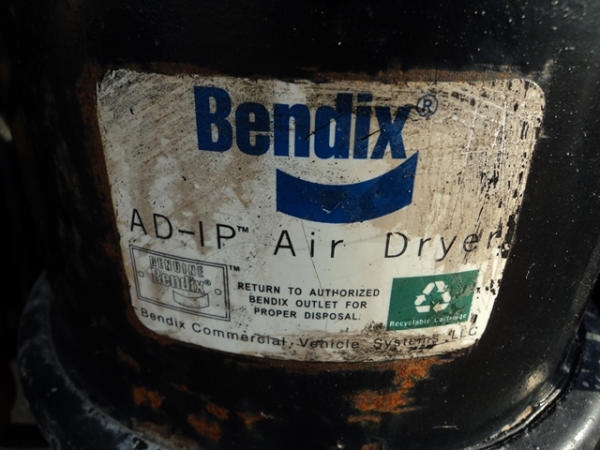 Bendix®
AD-IP™ Air Dryer
GENUINE
Bendix®
™
RETURN TO AUTHORIZED
BENDIX OUTLET FOR
PROPER DISPOSAL.
Recyclable Cartridge
Bendix Commercial Vehicle Systems LLC